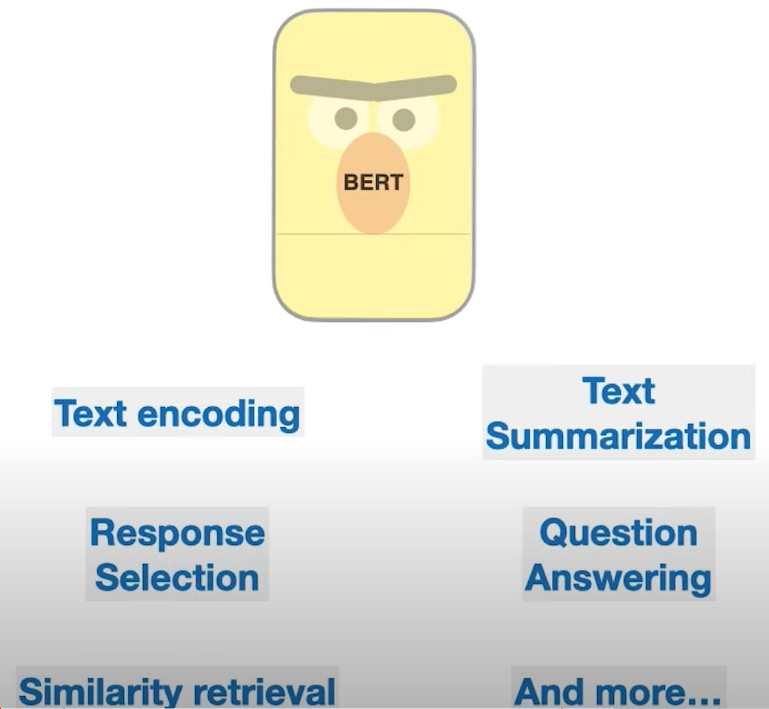 BERT
Text encoding
Text
Summarization
Response
Selection
Question
Answering
Similarity retrieval
And more...